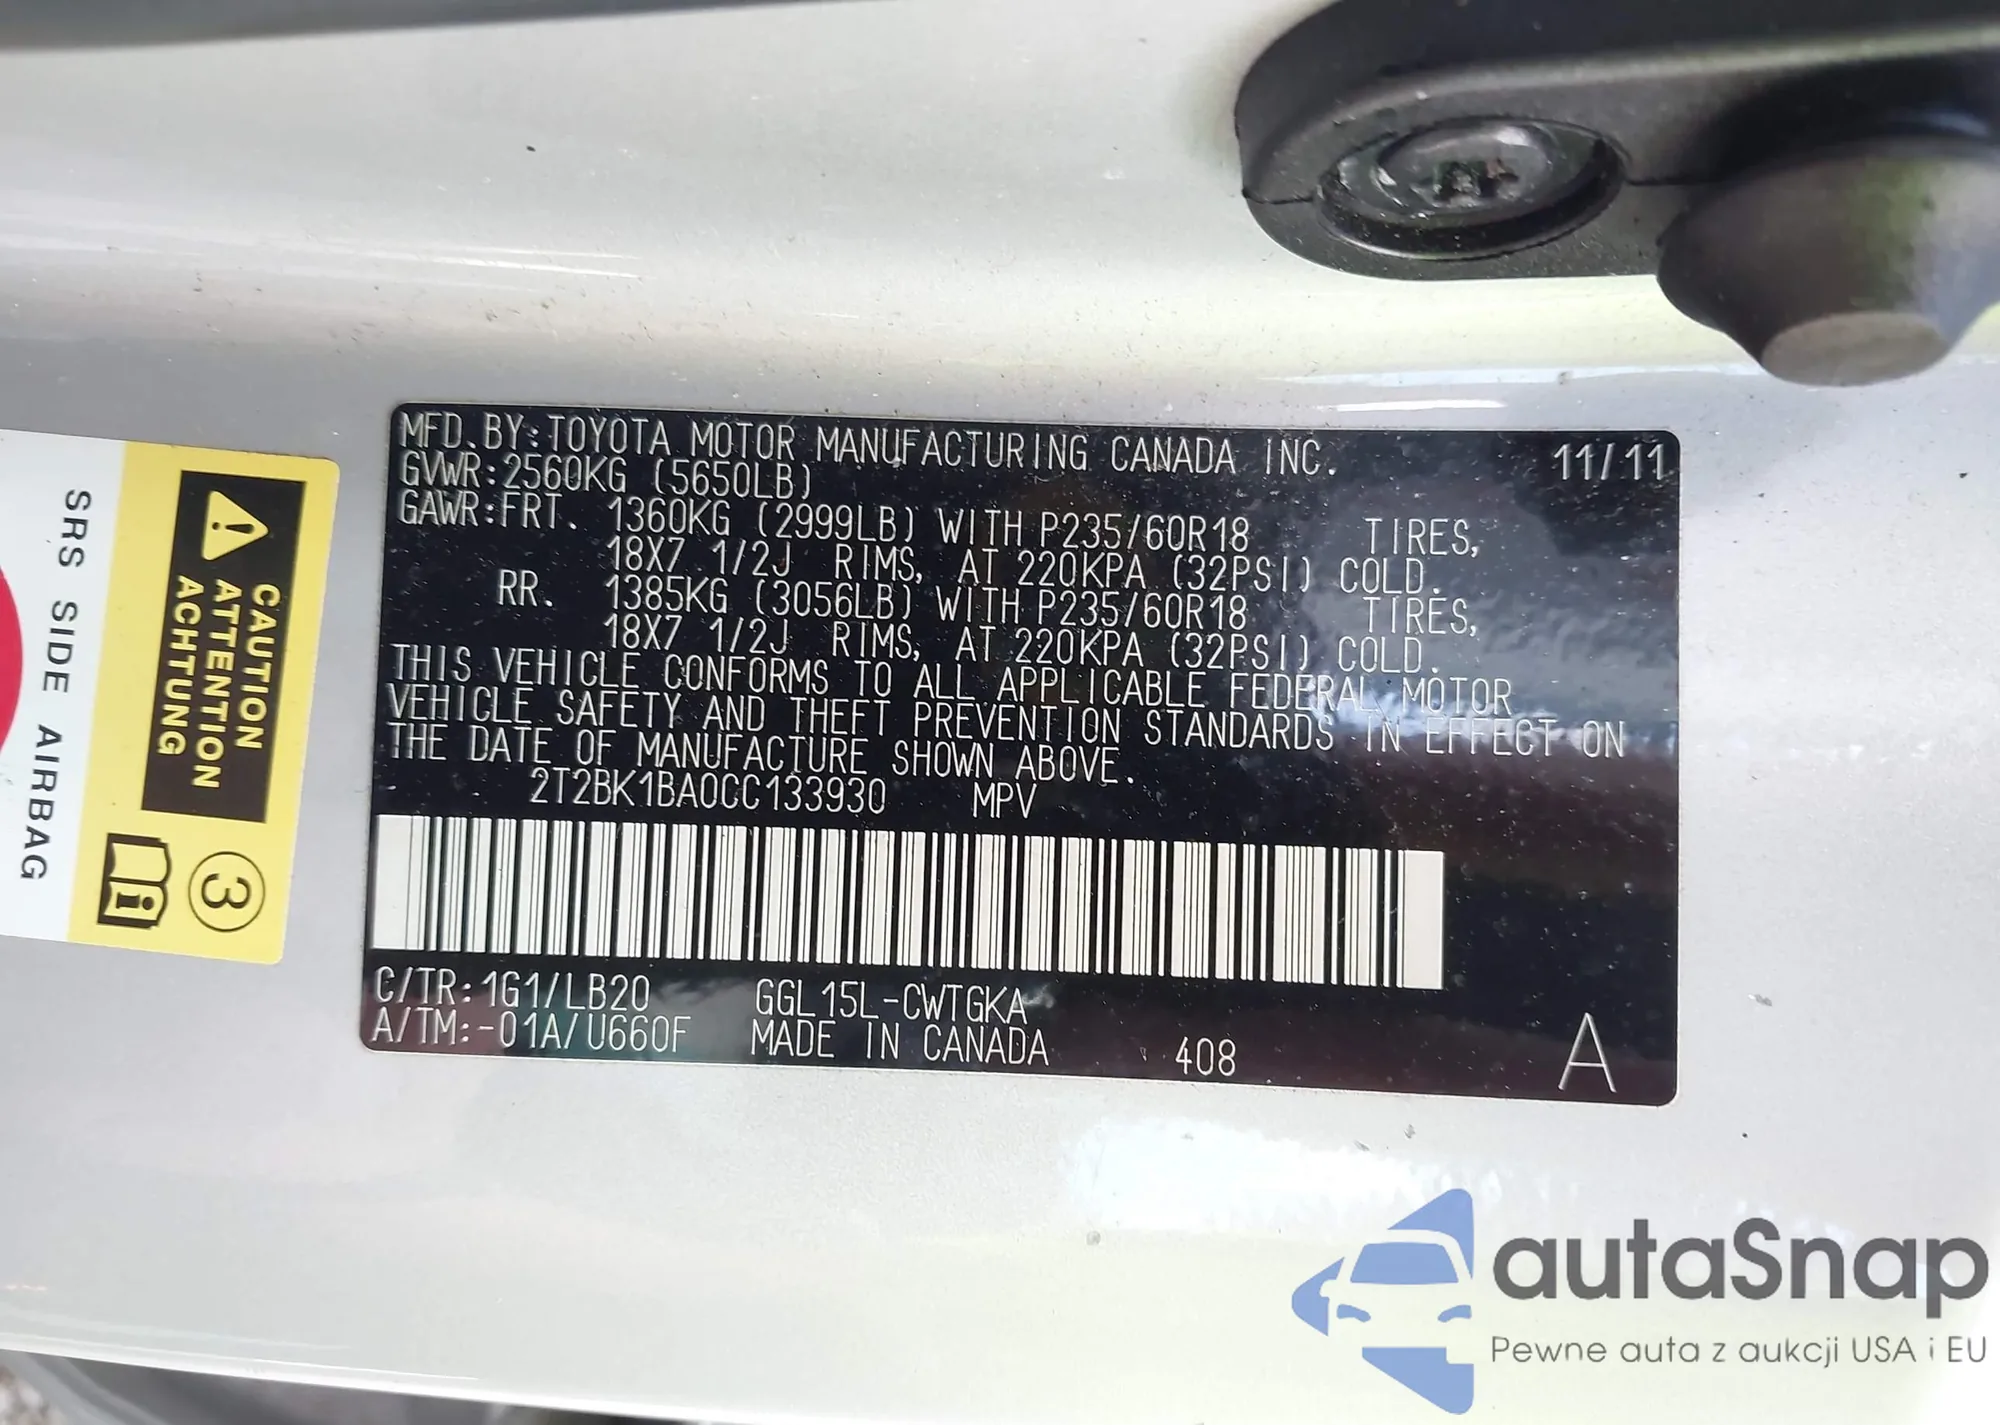 MFD.BY:TOYOTA MOTOR MANUFACTURING CANADA INC. 11/11
GVWR:2560KG (5650LB)
GAWR:FRT. 1360KG (2999LB) WITH P235/60R18 TIRES,
18X7 1/2J RIMS, AT 220KPA (32PSI) COLD.
RR. 1385KG (3056LB) WITH P235/60R18 TIRES,
18X7 1/2J RIMS, AT 220KPA (32PSI) COLD.
THIS VEHICLE CONFORMS TO ALL APPLICABLE FEDERAL MOTOR
VEHICLE SAFETY AND THEFT PREVENTION STANDARDS IN EFFECT ON
THE DATE OF MANUFACTURE SHOWN ABOVE.
2T2BK1BA0CC133930 MPV
C/TR:1G1/LB20 GGL15L-CWTGKA
A/TM:-01A/U660F MADE IN CANADA 408 A
CAUTION
ATTENTION
ACHTUNG
3
i
SRS SIDE AIRBAG
autaSnap
Pewne auta z aukcji USA i EU